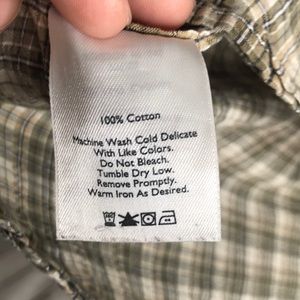 100% Cotton
Machine Wash Cold Delicate
With Like Colors.
Do Not Bleach.
Tumble Dry Low.
Remove Promptly.
Warm Iron As Desired.